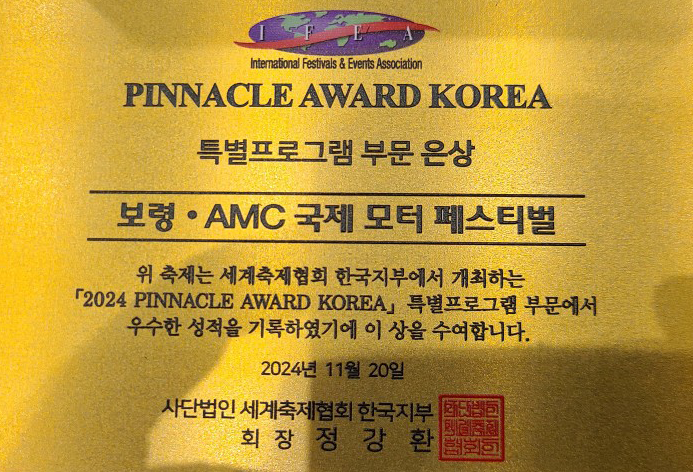 I F E A
International Festivals & Events Association
PINNACLE AWARD KOREA
특별프로그램 부문 은상
보령・AMC 국제 모터 페스티벌
위 축제는 세계축제협회 한국지부에서 개최하는
「2024 PINNACLE AWARD KOREA」 특별프로그램 부문에서
우수한 성적을 기록하였기에 이 상을 수여합니다.
2024년 11월 20일
사단법인 세계축제협회 한국지부
회 장 정 강 환